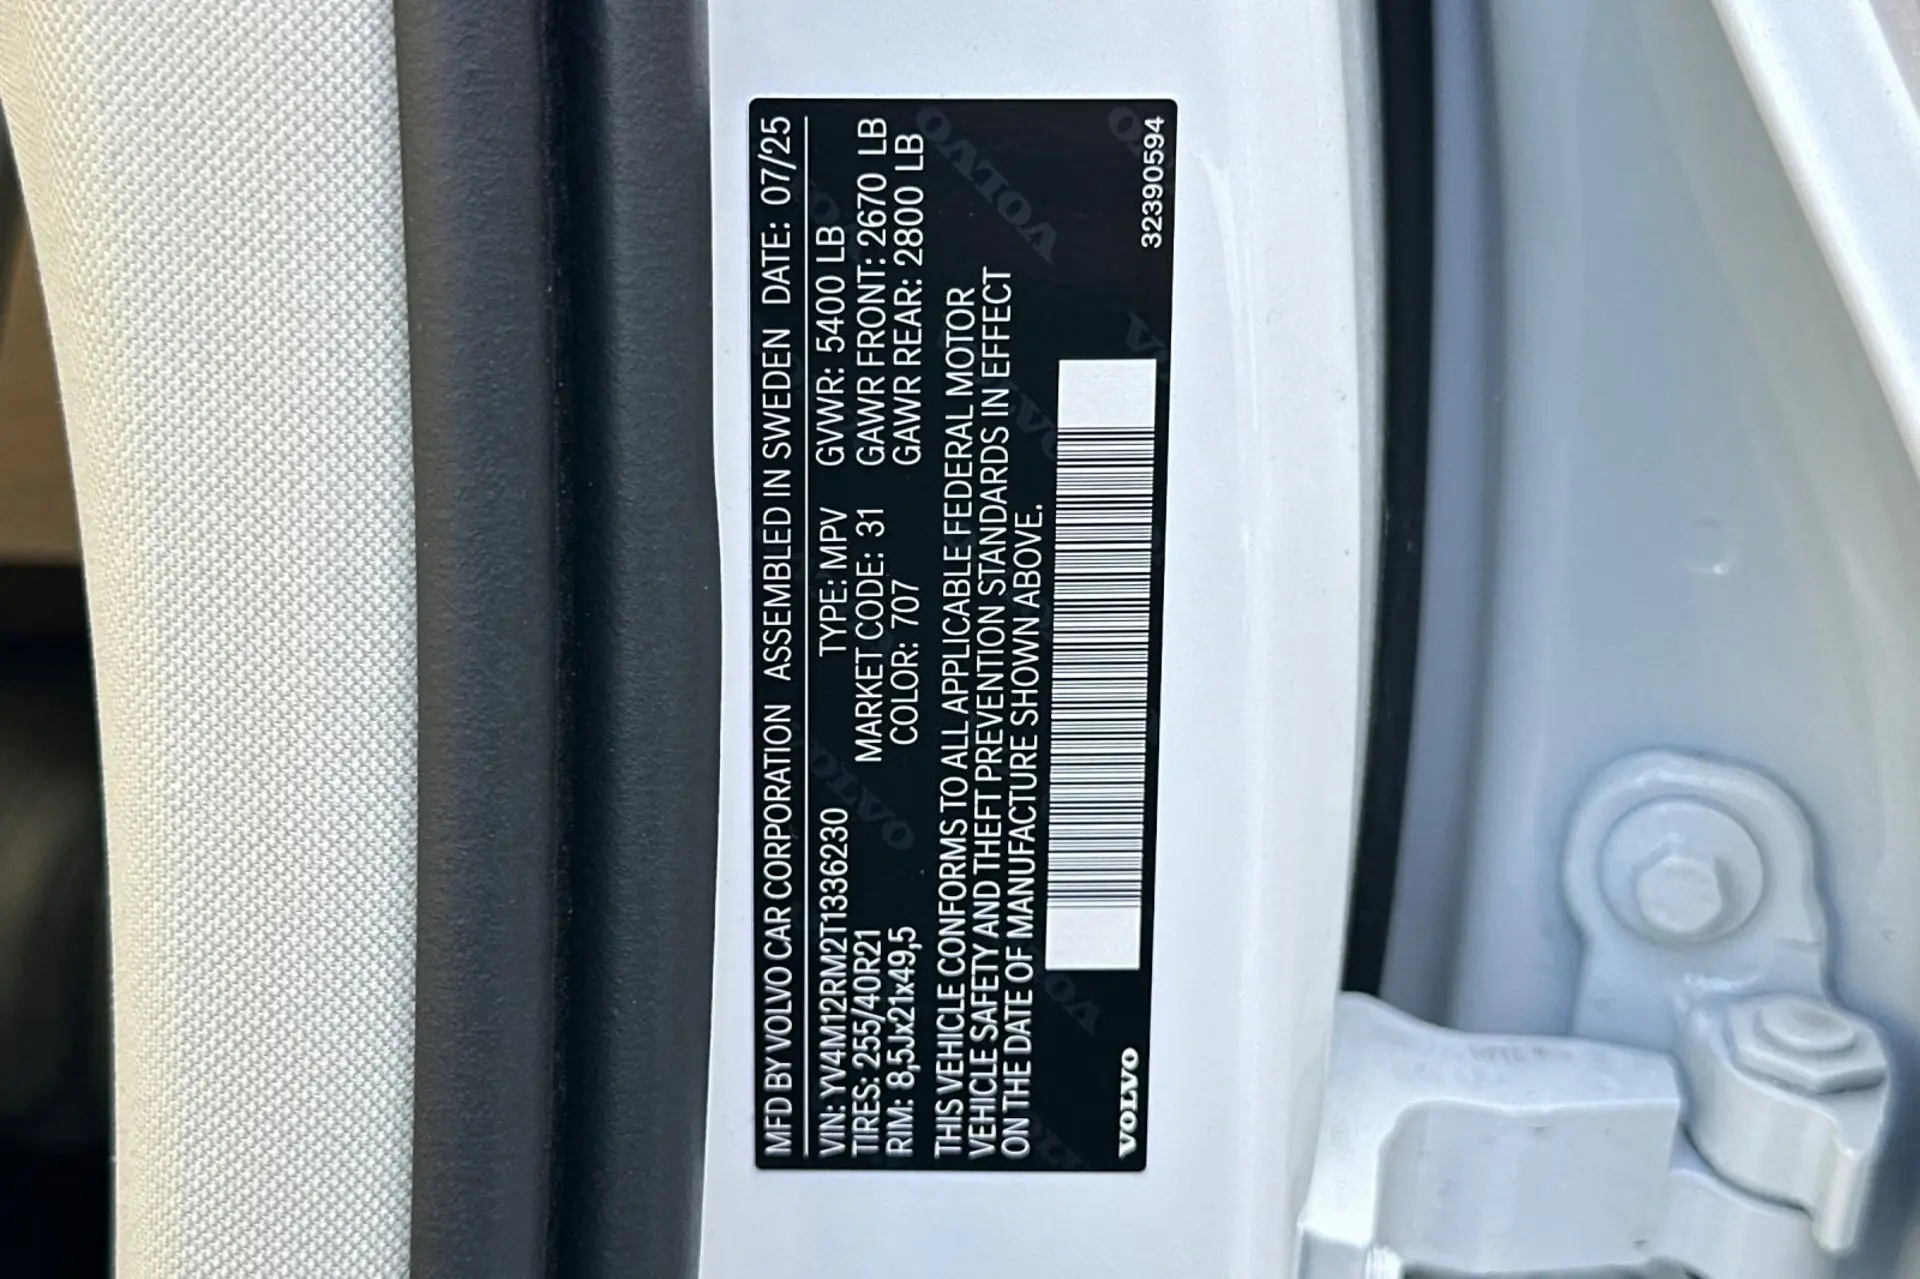 MFD BY VOLVO CAR CORPORATION ASSEMBLED IN SWEDEN DATE: 07/25
VIN: YV4M12RM2T1336230 TYPE: MPV GVWR: 5400 LB
TIRES: 255/40R21 MARKET CODE: 31 GAWR FRONT: 2670 LB
RIM: 8,5Jx21x49,5 COLOR: 707 GAWR REAR: 2800 LB
THIS VEHICLE CONFORMS TO ALL APPLICABLE FEDERAL MOTOR
VEHICLE SAFETY AND THEFT PREVENTION STANDARDS IN EFFECT
ON THE DATE OF MANUFACTURE SHOWN ABOVE.
VOLVO 32390594